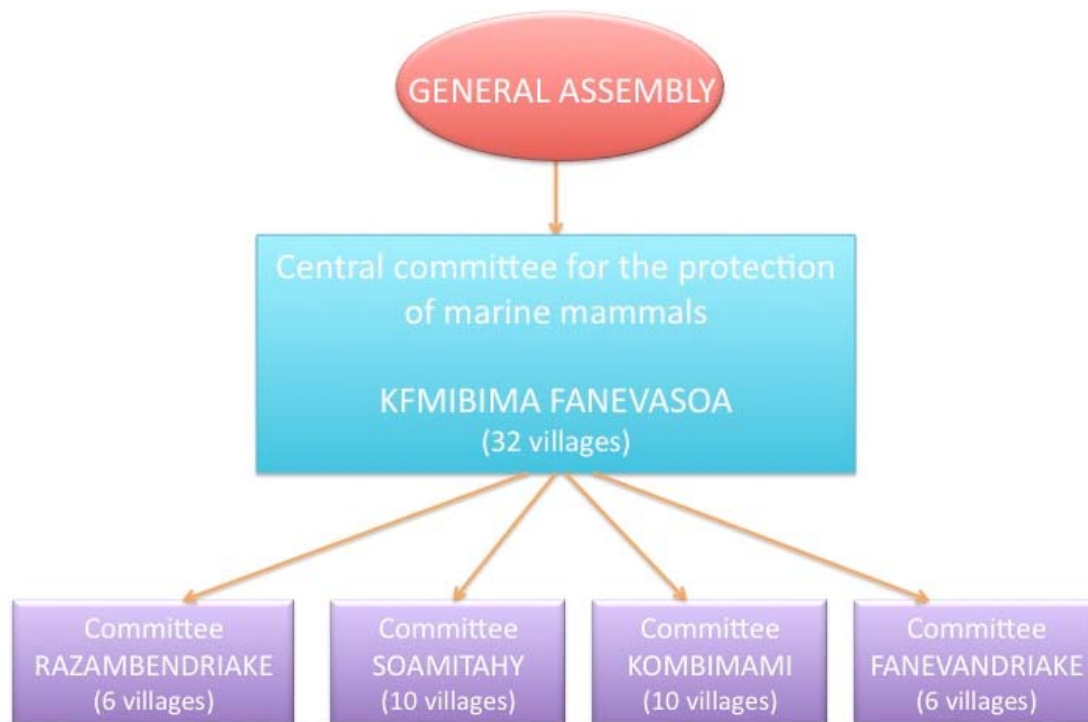 GENERAL ASSEMBLY
Central committee for the protection
of marine mammals
KFMIBIMA FANEVASOA
(32 villages)
Committee
RAZAMBENDRIAKE
(6 villages)
Committee
SOAMITAHY
(10 villages)
Committee
KOMBIMAMI
(10 villages)
Committee
FANEVANDRIAKE
(6 villages)